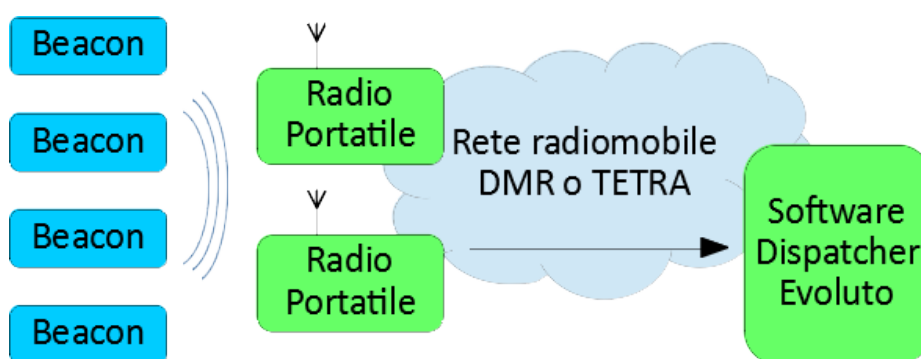 Beacon
Beacon
Beacon
Beacon
Radio
Portatile
Radio
Portatile
Rete radiomobile
DMR o TETRA
Software
Dispatcher
Evoluto